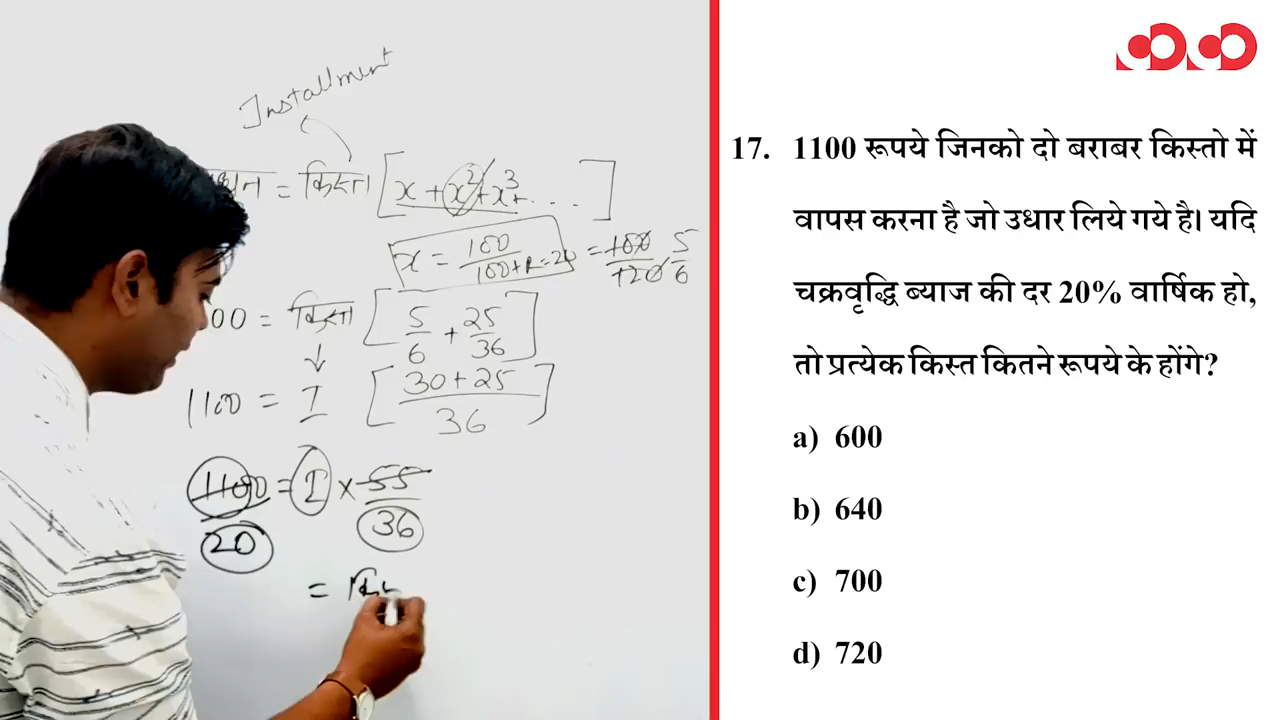 Installment
= किस्त [x + x² + x³ + . . . . ]
x = 100 / 100 + R = 20 = 100 / 120 5 / 6
00 = किस्त [5/6 + 25/36]
1100 = I [30 + 25 / 36]
1100 / 20 = I × 55 / 36
=
17. 1100 रूपये जिनको दो बराबर किस्तो में
वापस करना है जो उधार लिये गये है। यदि
चक्रवृद्धि ब्याज की दर 20% वार्षिक हो,
तो प्रत्येक किस्त कितने रूपये के होंगे?
a) 600
b) 640
c) 700
d) 720